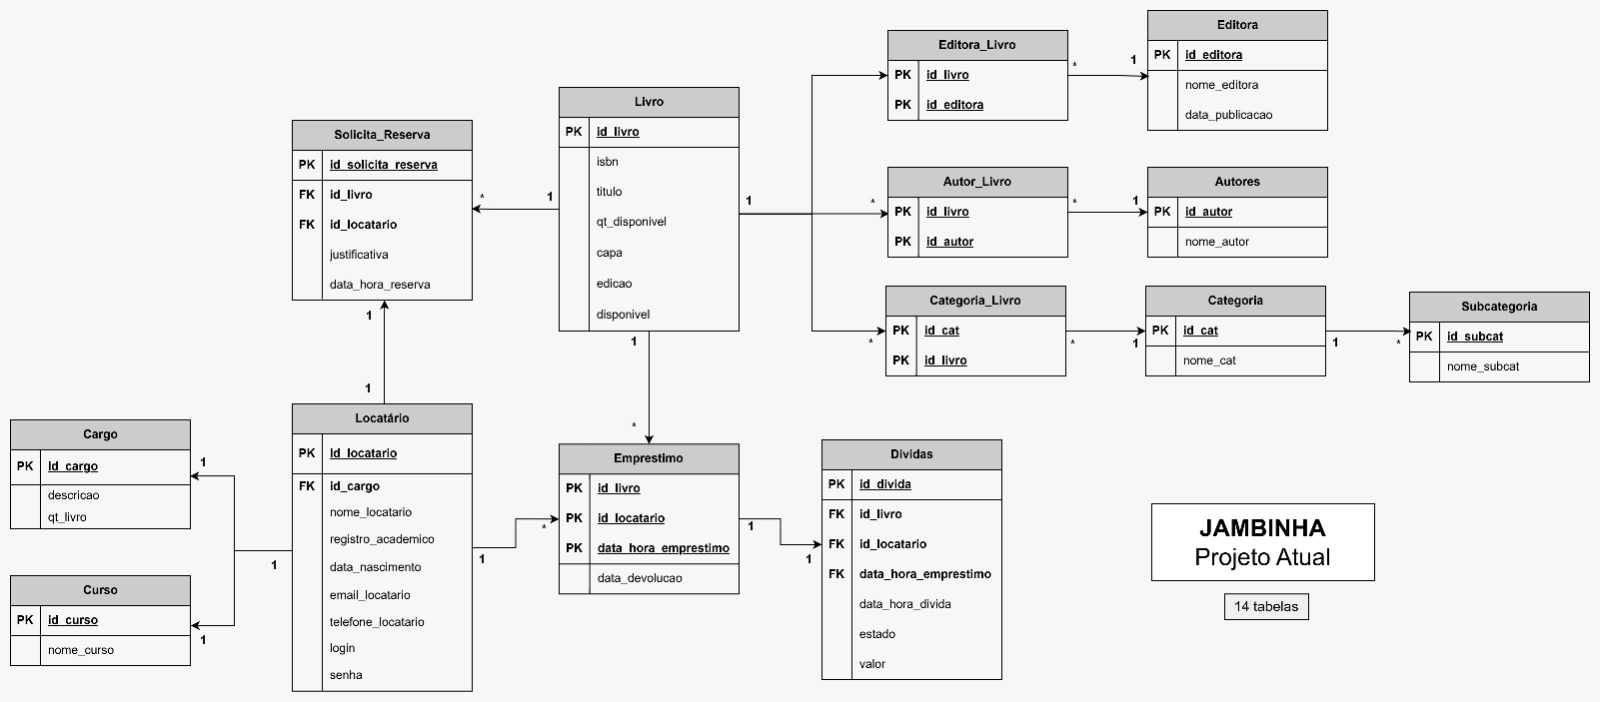 Editora
PK id_editora
nome_editora
data_publicacao
Editora_Livro
PK id_livro
PK id_editora
* 1
Livro
PK id_livro
isbn
titulo
qt_disponivel
capa
edicao
disponivel
Solicita_Reserva
PK id_solicita_reserva
FK id_livro
FK id_locatario
justificativa
data_hora_reserva
* 1
Autor_Livro
PK id_livro
PK id_autor
1 *
Autores
PK id_autor
nome_autor
* 1
Categoria_Livro
PK id_cat
PK id_livro
*
Categoria
PK id_cat
nome_cat
* 1
Subcategoria
PK id_subcat
nome_subcat
1 *
1
1
1
*
Locatário
PK Id_locatario
FK id_cargo
nome_locatario
registro_academico
data_nascimento
email_locatario
telefone_locatario
login
senha
Cargo
PK Id_cargo
descricao
qt_livro
1
Curso
PK id_curso
nome_curso
1
1
Emprestimo
PK id_livro
PK id_locatario
PK data_hora_emprestimo
data_devolucao
1 *
Dividas
PK id_divida
FK id_livro
FK id_locatario
FK data_hora_emprestimo
data_hora_divida
estado
valor
1 1
JAMBINHA
Projeto Atual
14 tabelas